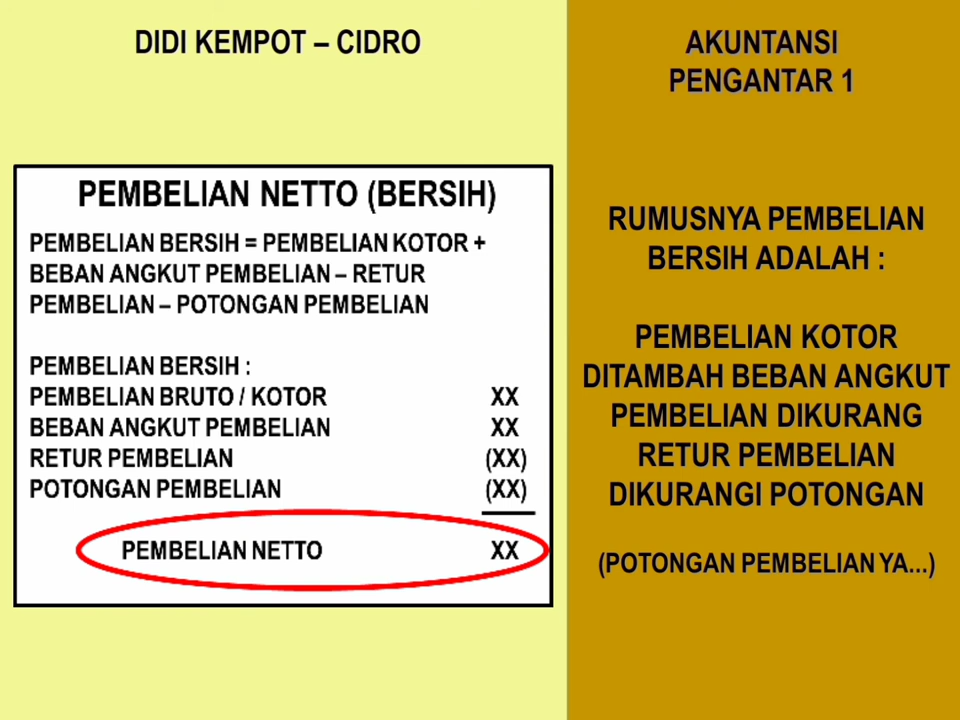 DIDI KEMPOT – CIDRO
PEMBELIAN NETTO (BERSIH)
PEMBELIAN BERSIH = PEMBELIAN KOTOR +
BEBAN ANGKUT PEMBELIAN – RETUR
PEMBELIAN – POTONGAN PEMBELIAN
PEMBELIAN BERSIH :
PEMBELIAN BRUTO / KOTOR XX
BEBAN ANGKUT PEMBELIAN XX
RETUR PEMBELIAN (XX)
POTONGAN PEMBELIAN (XX)
PEMBELIAN NETTO XX
AKUNTANSI
PENGANTAR 1
RUMUSNYA PEMBELIAN
BERSIH ADALAH :
PEMBELIAN KOTOR
DITAMBAH BEBAN ANGKUT
PEMBELIAN DIKURANG
RETUR PEMBELIAN
DIKURANGI POTONGAN
(POTONGAN PEMBELIAN YA...)